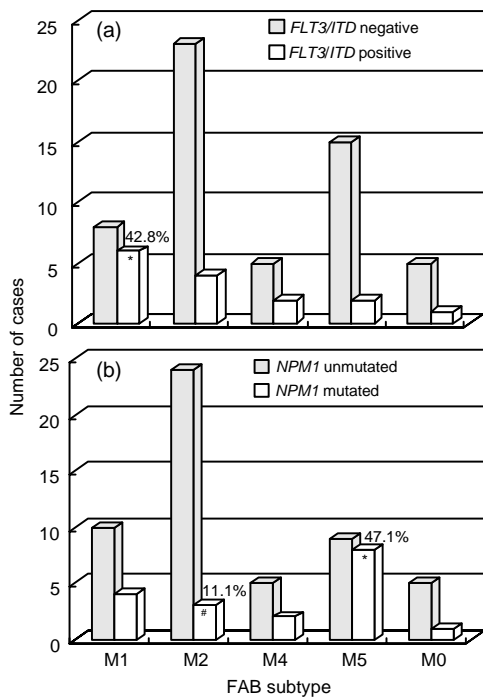 (a)
FLT3/ITD negative
FLT3/ITD positive
25
20
15
10
5
0
42.8%
*
Number of cases
(b)
NPM1 unmutated
NPM1 mutated
25
20
15
10
5
0
11.1%
#
47.1%
*
M1 M2 M4 M5 M0
FAB subtype